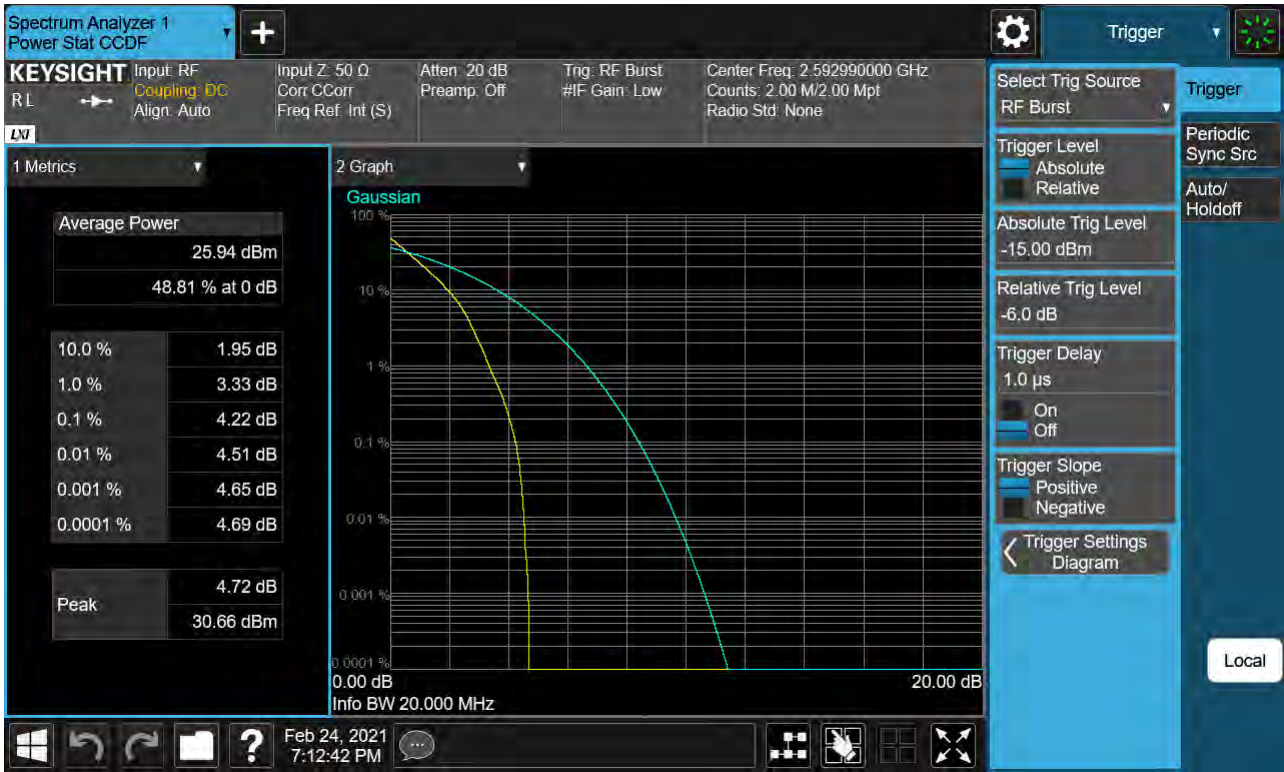 Spectrum Analyzer 1
Power Stat CCDF
▼
+
Trigger
▼
KEYSIGHT
RL
LXI
Input: RF
Coupling: DC
Align: Auto
Input Z: 50 Ω
Corr CCorr
Freq Ref: Int (S)
Atten: 20 dB
Preamp: Off
Trig: RF Burst
#IF Gain: Low
Center Freq: 2.592990000 GHz
Counts: 2.00 M/2.00 Mpt
Radio Std: None
1 Metrics ▼
Average Power
25.94 dBm
48.81 % at 0 dB
10.0 % 1.95 dB
1.0 % 3.33 dB
0.1 % 4.22 dB
0.01 % 4.51 dB
0.001 % 4.65 dB
0.0001 % 4.69 dB
Peak
4.72 dB
30.66 dBm
2 Graph ▼
Gaussian
100 %
10 %
1 %
0.1 %
0.01 %
0.001 %
0.0001 %
0.00 dB 20.00 dB
Info BW 20.000 MHz
Select Trig Source
RF Burst ▼
Trigger Level
Absolute
Relative
Absolute Trig Level
-15.00 dBm
Relative Trig Level
-6.0 dB
Trigger Delay
1.0 µs
On
Off
Trigger Slope
Positive
Negative
Trigger Settings
Diagram
Trigger
Periodic
Sync Src
Auto/
Holdoff
Local
?
Feb 24, 2021
7:12:42 PM